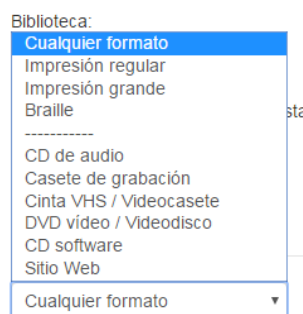 Biblioteca:
Cualquier formato
Impresión regular
Impresión grande
Braille
-----------
CD de audio
Casete de grabación
Cinta VHS / Videocasete
DVD vídeo / Videodisco
CD software
Sitio Web
Cualquier formato